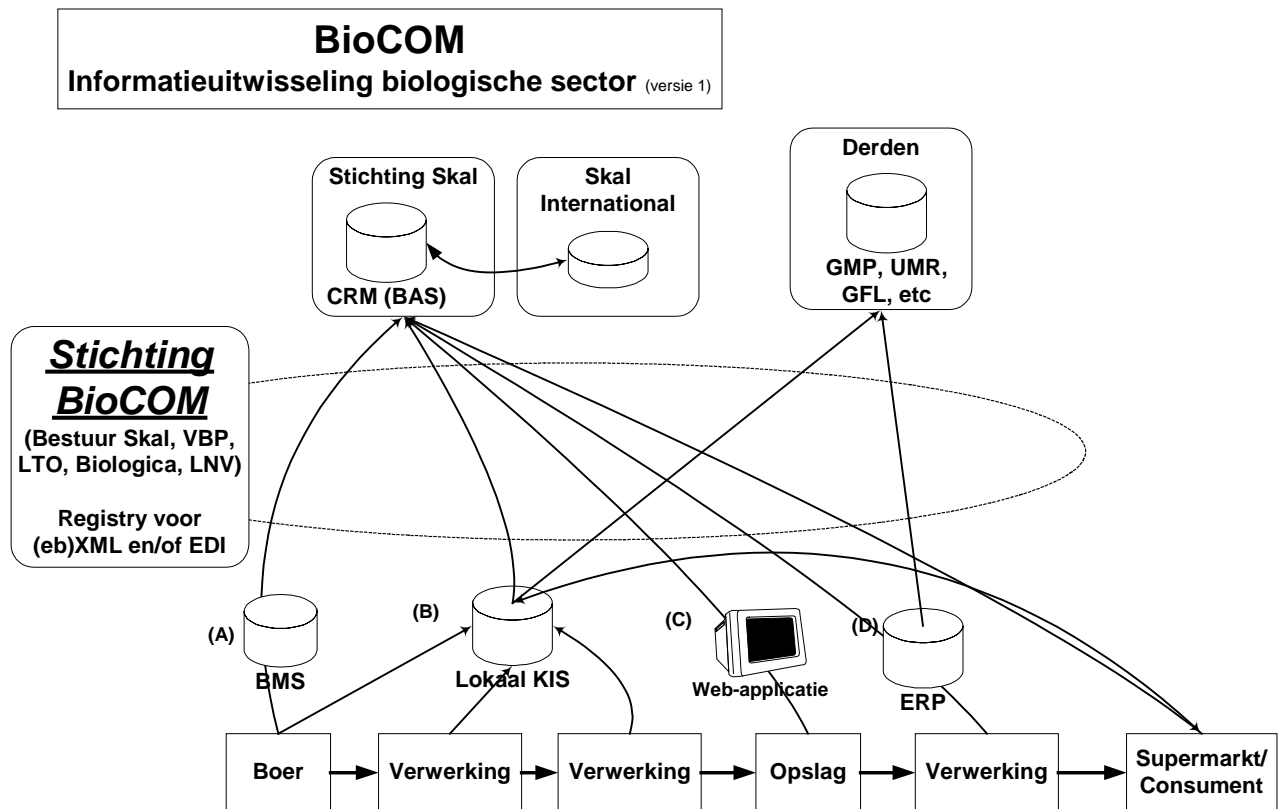 BioCOM
Informatieuitwisseling biologische sector (versie 1)
Stichting Skal
CRM (BAS)
Skal
International
Derden
GMP, UMR,
GFL, etc
Stichting
BioCOM
(Bestuur Skal, VBP,
LTO, Biologica, LNV)
Registry voor
(eb)XML en/of EDI
(A)
BMS
(B)
Lokaal KIS
(C)
Web-applicatie
(D)
ERP
Boer
Verwerking
Verwerking
Opslag
Verwerking
Supermarkt/
Consument